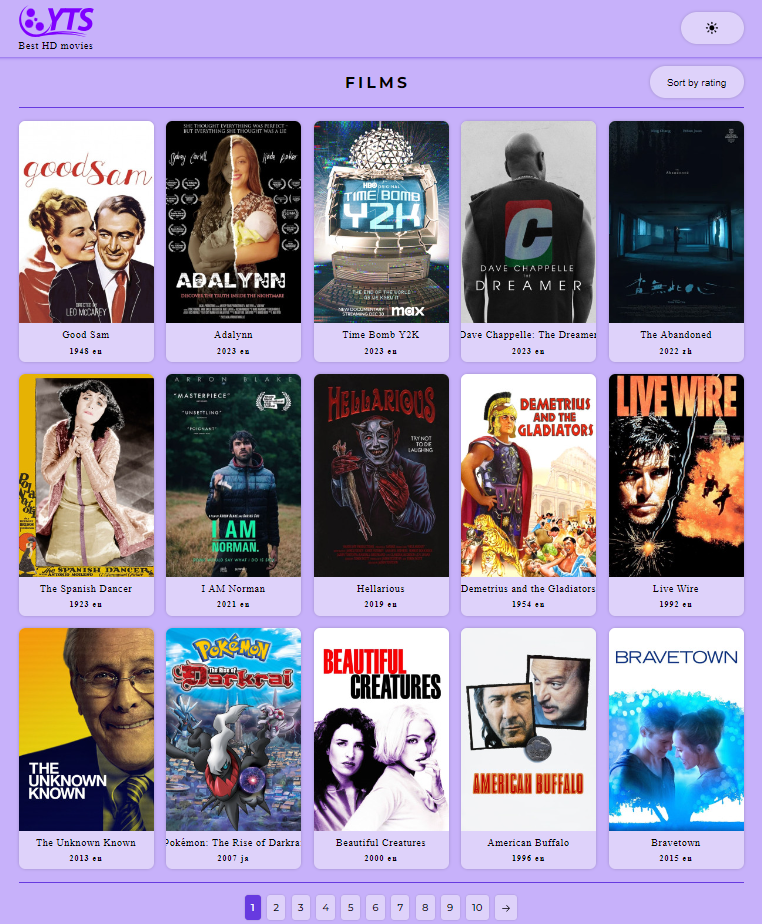 YTS
Best HD movies
FILMS
Sort by rating
good Sam
DIRECTED BY
LEO McCAREY
Good Sam
1948 en
SHE THOUGHT EVERYTHING WAS PERFECT -
BUT EVERYTHING SHE THOUGHT WAS A LIE
ADALYNN
DISCOVER THE TRUTH INSIDE THE NIGHTMARE
Adalynn
2023 en
HBO ORIGINAL
TIME BOMB
Y2K
THE END OF THE WORLD
AS WE KNEW IT
NEW DOCUMENTARY
STREAMING DEC 30
max
Time Bomb Y2K
2023 en
C
DAVE CHAPPELLE
THE
DREAMER
Dave Chappelle: The Dreamer
2023 en
The Abandoned
2022 zh
THE SPANISH DANCER
The Spanish Dancer
1923 en
ARRON BLAKE
"MASTERPIECE"
"UNSETTLING"
"POIGNANT"
I AM
NORMAN.
I AM Norman
2021 en
HELLARIOUS
TRY NOT
TO DIE
LAUGHING
Hellarious
2019 en
DEMETRIUS
AND THE
GLADIATORS
Demetrius and the Gladiators
1954 en
LIVE WIRE
Live Wire
1992 en
THE
UNKNOWN
KNOWN
The Unknown Known
2013 en
POKéMON
The Rise of
Darkrai
Pokémon: The Rise of Darkra
2007 ja
BEAUTIFUL
CREATURES
Beautiful Creatures
2000 en
AMERICAN BUFFALO
American Buffalo
1996 en
BRAVETOWN
Bravetown
2015 en
1 2 3 4 5 6 7 8 9 10 →